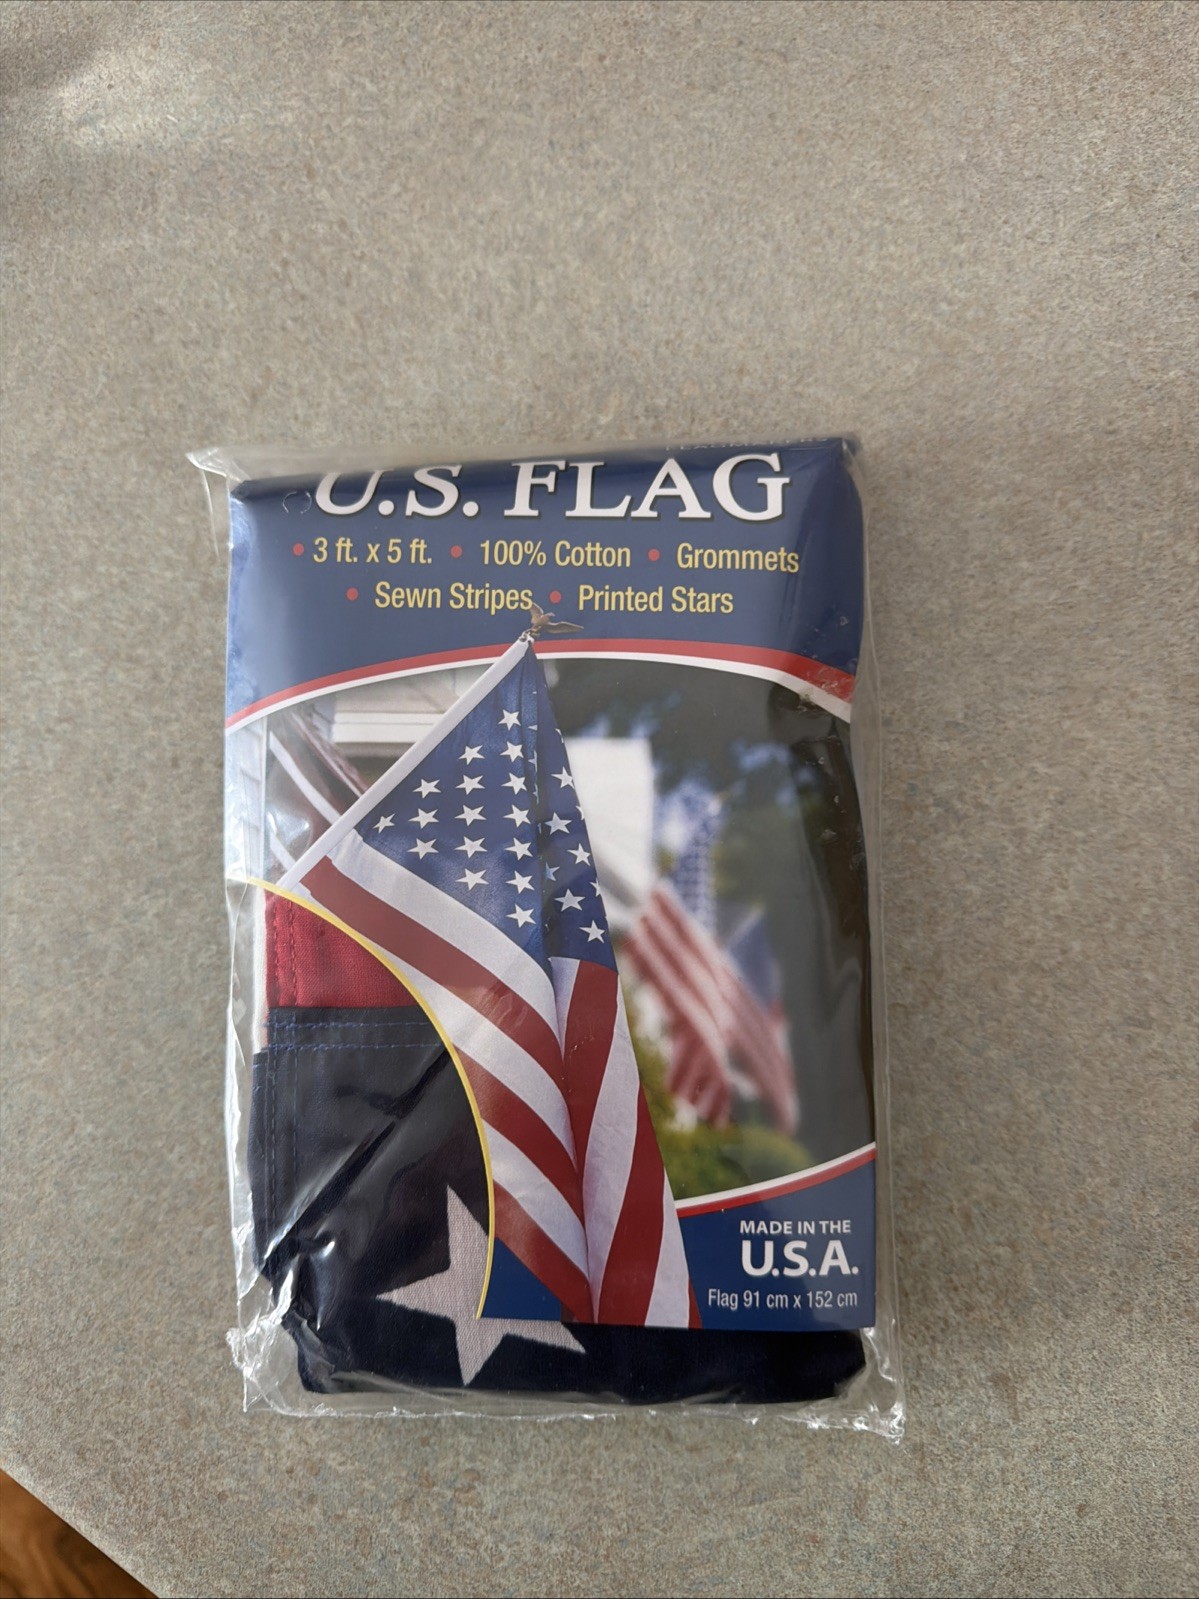 U.S. FLAG
• 3 ft. x 5 ft. • 100% Cotton • Grommets
• Sewn Stripes • Printed Stars
MADE IN THE
U.S.A.
Flag 91 cm x 152 cm